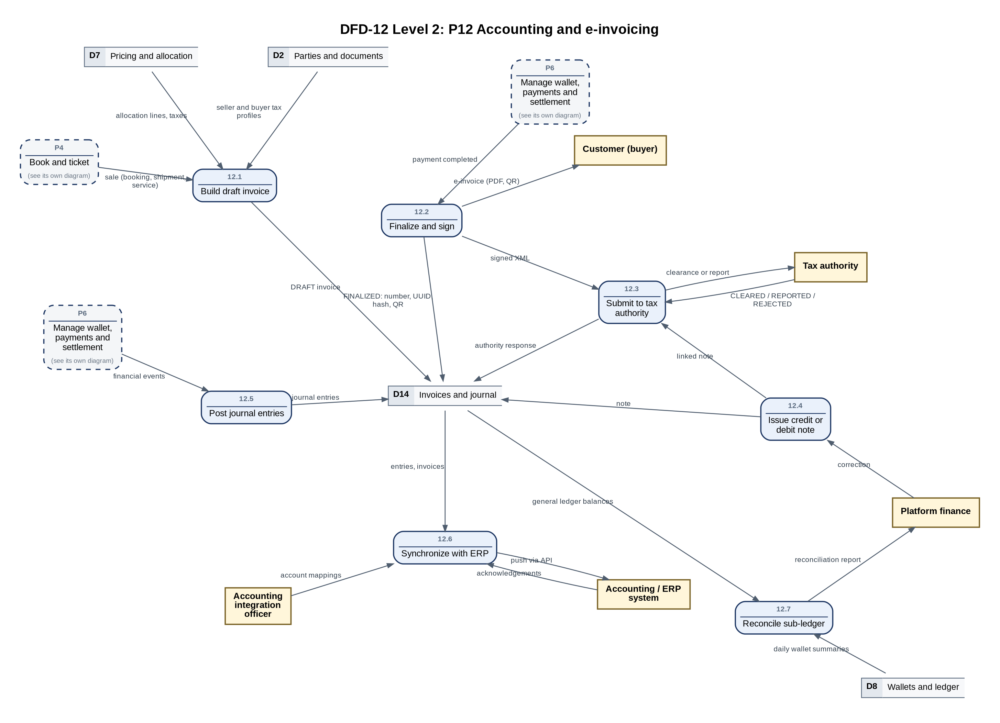 DFD-12 Level 2: P12 Accounting and e-invoicing
D7 Pricing and allocation
D2 Parties and documents
P6
Manage wallet,
payments and
settlement
(see its own diagram)
allocation lines, taxes
seller and buyer tax
profiles
P4
Book and ticket
(see its own diagram)
sale (booking, shipment,
service)
12.1
Build draft invoice
payment completed
Customer (buyer)
e-invoice (PDF, QR)
12.2
Finalize and sign
signed XML
Tax authority
clearance or report
CLEARED / REPORTED /
REJECTED
12.3
Submit to tax
authority
DRAFT invoice
FINALIZED: number, UUID
hash, QR
P6
Manage wallet,
payments and
settlement
(see its own diagram)
financial events
authority response
linked note
12.5
Post journal entries
journal entries
D14 Invoices and journal
note
12.4
Issue credit or
debit note
entries, invoices
correction
general ledger balances
Platform finance
12.6
Synchronize with ERP
push via API
acknowledgements
account mappings
reconciliation report
Accounting
integration
officer
Accounting / ERP
system
12.7
Reconcile sub-ledger
daily wallet summaries
D8 Wallets and ledger